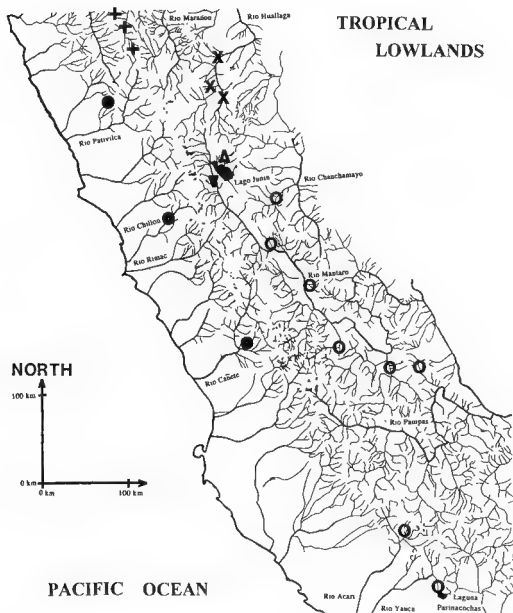 Rio Marañon
Rio Huallaga
TROPICAL
LOWLANDS
Rio Pativilca
Lago Junin
Rio Chanchamayo
Rio Chillon
Rio Rimac
Rio Mantaro
NORTH
Rio Cañete
100 km
Rio Pampas
0 km
0 km
100 km
PACIFIC OCEAN
Rio Acari
Rio Yauca
Laguna
Parinacochas